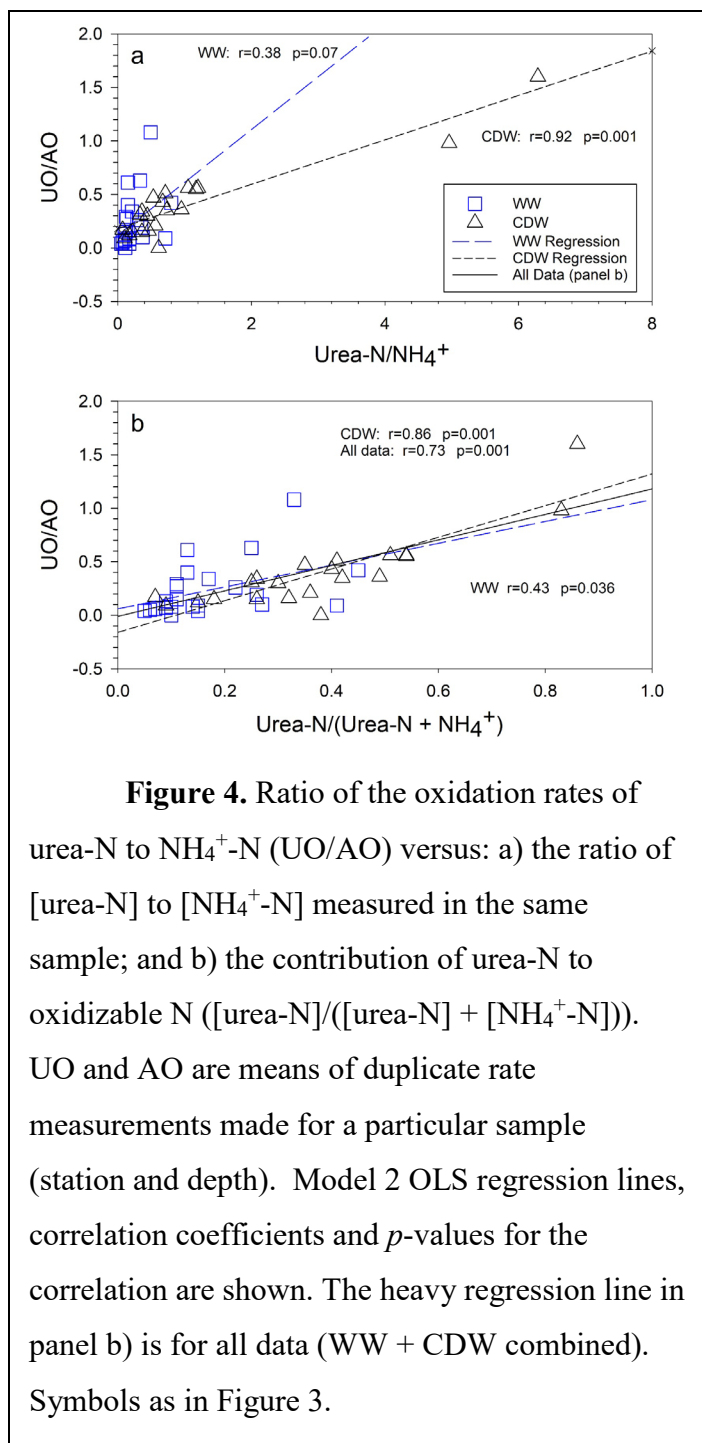 2.0
a
WW: r=0.38 p=0.07
1.5
CDW: r=0.92 p=0.001
1.0
WW
CDW
WW Regression
CDW Regression
All Data (panel b)
0.5
0.0
-0.5
UO/AO
0 2 4 6 8
Urea-N/NH₄⁺
2.0
b
CDW: r=0.86 p=0.001
All data: r=0.73 p=0.001
1.5
1.0
0.5
WW r=0.43 p=0.036
0.0
-0.5
UO/AO
0.0 0.2 0.4 0.6 0.8 1.0
Urea-N/(Urea-N + NH₄⁺)
Figure 4. Ratio of the oxidation rates of
urea-N to NH₄⁺-N (UO/AO) versus: a) the ratio of
[urea-N] to [NH₄⁺-N] measured in the same
sample; and b) the contribution of urea-N to
oxidizable N ([urea-N]/([urea-N] + [NH₄⁺-N])).
UO and AO are means of duplicate rate
measurements made for a particular sample
(station and depth). Model 2 OLS regression lines,
correlation coefficients and p-values for the
correlation are shown. The heavy regression line in
panel b) is for all data (WW + CDW combined).
Symbols as in Figure 3.